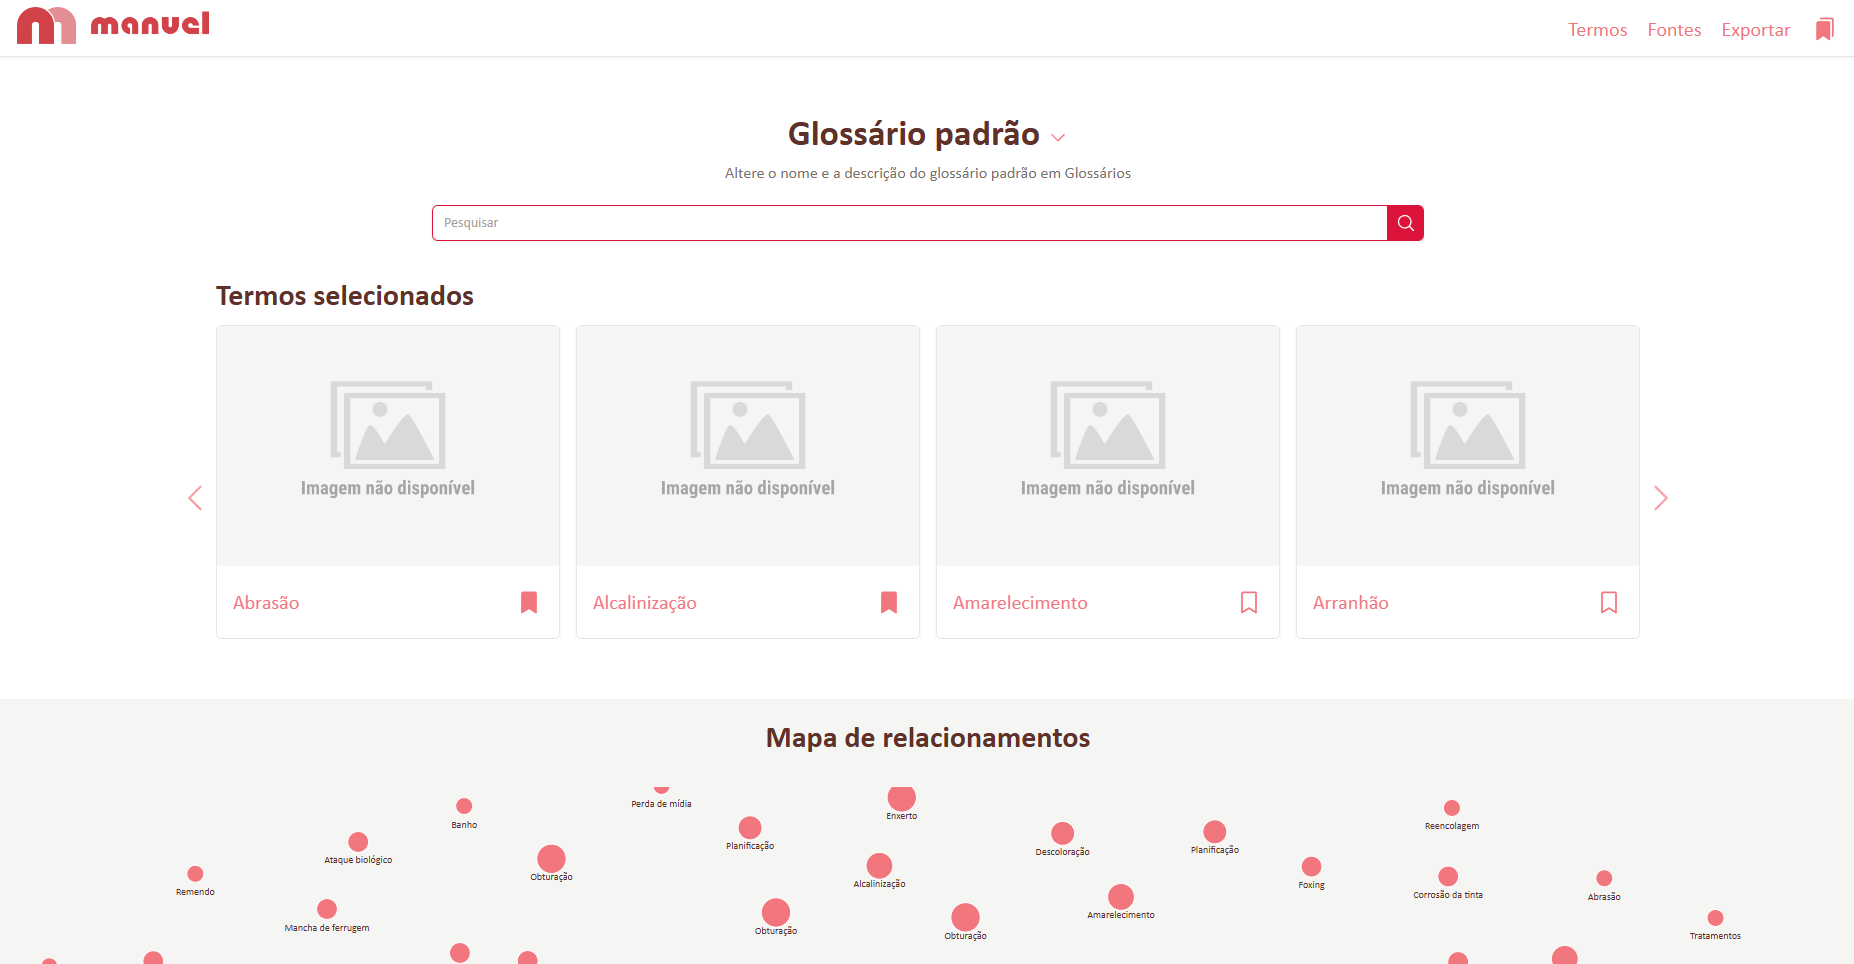 manuel
Termos Fontes Exportar
Glossário padrão
Altere o nome e a descrição do glossário padrão em Glossários
Pesquisar
Termos selecionados
Imagem não disponível
Imagem não disponível
Imagem não disponível
Imagem não disponível
Abrasão
Alcalinização
Amarelecimento
Arranhão
Mapa de relacionamentos
Perda de mídia
Enxerto
Banho
Reencolagem
Planificação
Planificação
Descoloração
Ataque biológico
Obturação
Alcalinização
Foxing
Remendo
Corrosão da tinta
Abrasão
Amarelecimento
Mancha de ferrugem
Obturação
Obturação
Tratamentos